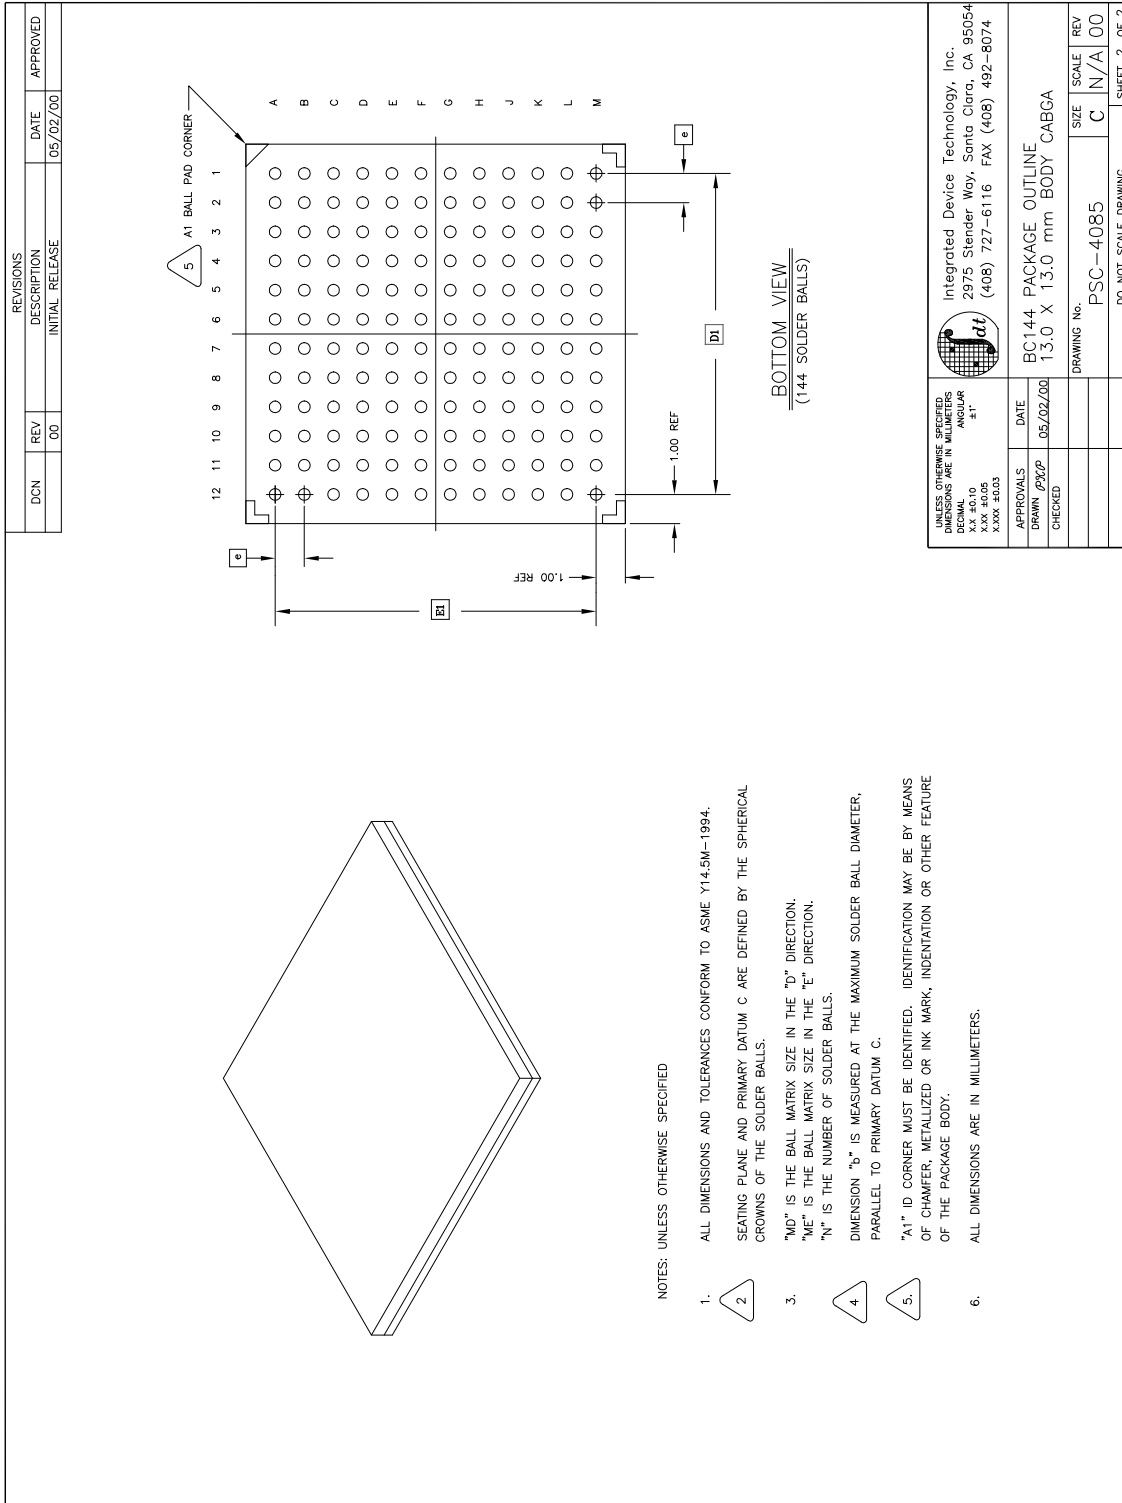 REVISIONS
DCN REV DESCRIPTION DATE APPROVED
00 INITIAL RELEASE 05/02/00
5 A1 BALL PAD CORNER
12 11 10 9 8 7 6 5 4 3 2 1
A
B
C
D
E
F
G
H
J
K
L
M
e
E1
1.00 REF
1.00 REF
D1
e
BOTTOM VIEW
(144 SOLDER BALLS)
NOTES: UNLESS OTHERWISE SPECIFIED
1. ALL DIMENSIONS AND TOLERANCES CONFORM TO ASME Y14.5M-1994.
2 SEATING PLANE AND PRIMARY DATUM C ARE DEFINED BY THE SPHERICAL
CROWNS OF THE SOLDER BALLS.
3. "MD" IS THE BALL MATRIX SIZE IN THE "D" DIRECTION.
"ME" IS THE BALL MATRIX SIZE IN THE "E" DIRECTION.
"N" IS THE NUMBER OF SOLDER BALLS.
4 DIMENSION "b" IS MEASURED AT THE MAXIMUM SOLDER BALL DIAMETER,
PARALLEL TO PRIMARY DATUM C.
5. "A1" ID CORNER MUST BE IDENTIFIED. IDENTIFICATION MAY BE BY MEANS
OF CHAMFER, METALLIZED OR INK MARK, INDENTATION OR OTHER FEATURE
OF THE PACKAGE BODY.
6. ALL DIMENSIONS ARE IN MILLIMETERS.
UNLESS OTHERWISE SPECIFIED
DIMENSIONS ARE IN MILLIMETERS
DECIMAL ANGULAR
X.X ±0.10 ±1°
X.XX ±0.05
X.XXX ±0.03
APPROVALS DATE
DRAWN 05/02/00
CHECKED
idt
Integrated Device Technology, Inc.
2975 Stender Way, Santa Clara, CA 95054
(408) 727-6116 FAX (408) 492-8074
BC144 PACKAGE OUTLINE
13.0 X 13.0 mm BODY CABGA
DRAWING No. SIZE SCALE REV
PSC-4085 C N/A 00
DO NOT SCALE DRAWING SHEET 2 OF 2